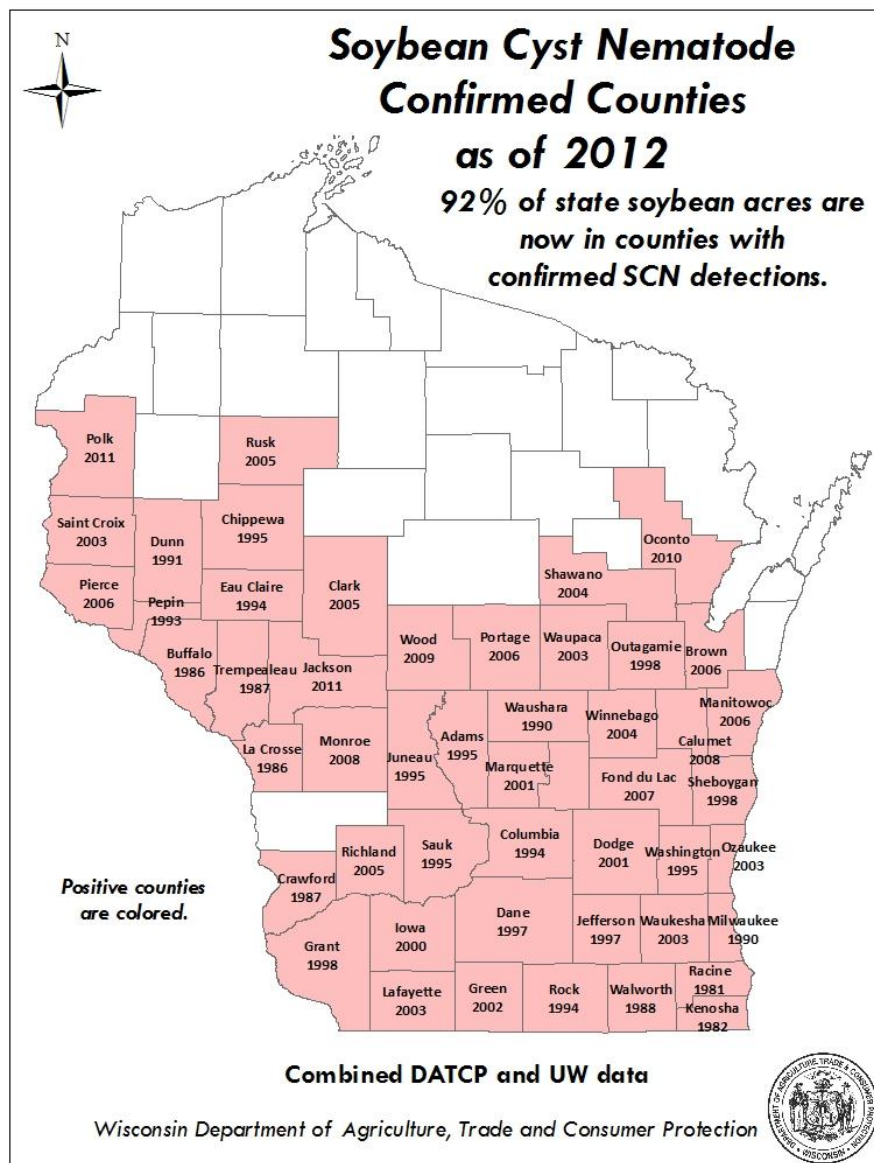 N
Soybean Cyst Nematode
Confirmed Counties
as of 2012
92% of state soybean acres are
now in counties with
confirmed SCN detections.
Polk
2011
Rusk
2005
Saint Croix
2003
Dunn
1991
Chippewa
1995
Oconto
2010
Pierce
2006
Pepin
1993
Eau Claire
1994
Clark
2005
Shawano
2004
Buffalo
1986
Trempealeau
1987
Jackson
2011
Wood
2009
Portage
2006
Waupaca
2003
Outagamie
1998
Brown
2006
La Crosse
1986
Monroe
2008
Juneau
1995
Adams
1995
Waushara
1990
Marquette
2001
Winnebago
2004
Calumet
2008
Manitowoc
2006
Fond du Lac
2007
Sheboygan
1998
Crawford
1987
Richland
2005
Sauk
1995
Columbia
1994
Dodge
2001
Washington
1995
Ozaukee
2003
Positive counties
are colored.
Grant
1998
Iowa
2000
Dane
1997
Jefferson
1997
Waukesha
2003
Milwaukee
1990
Lafayette
2003
Green
2002
Rock
1994
Walworth
1988
Racine
1981
Kenosha
1982
Combined DATCP and UW data
Wisconsin Department of Agriculture, Trade and Consumer Protection
DEPARTMENT OF AGRICULTURE, TRADE & CONSUMER PROTECTION
WISCONSIN